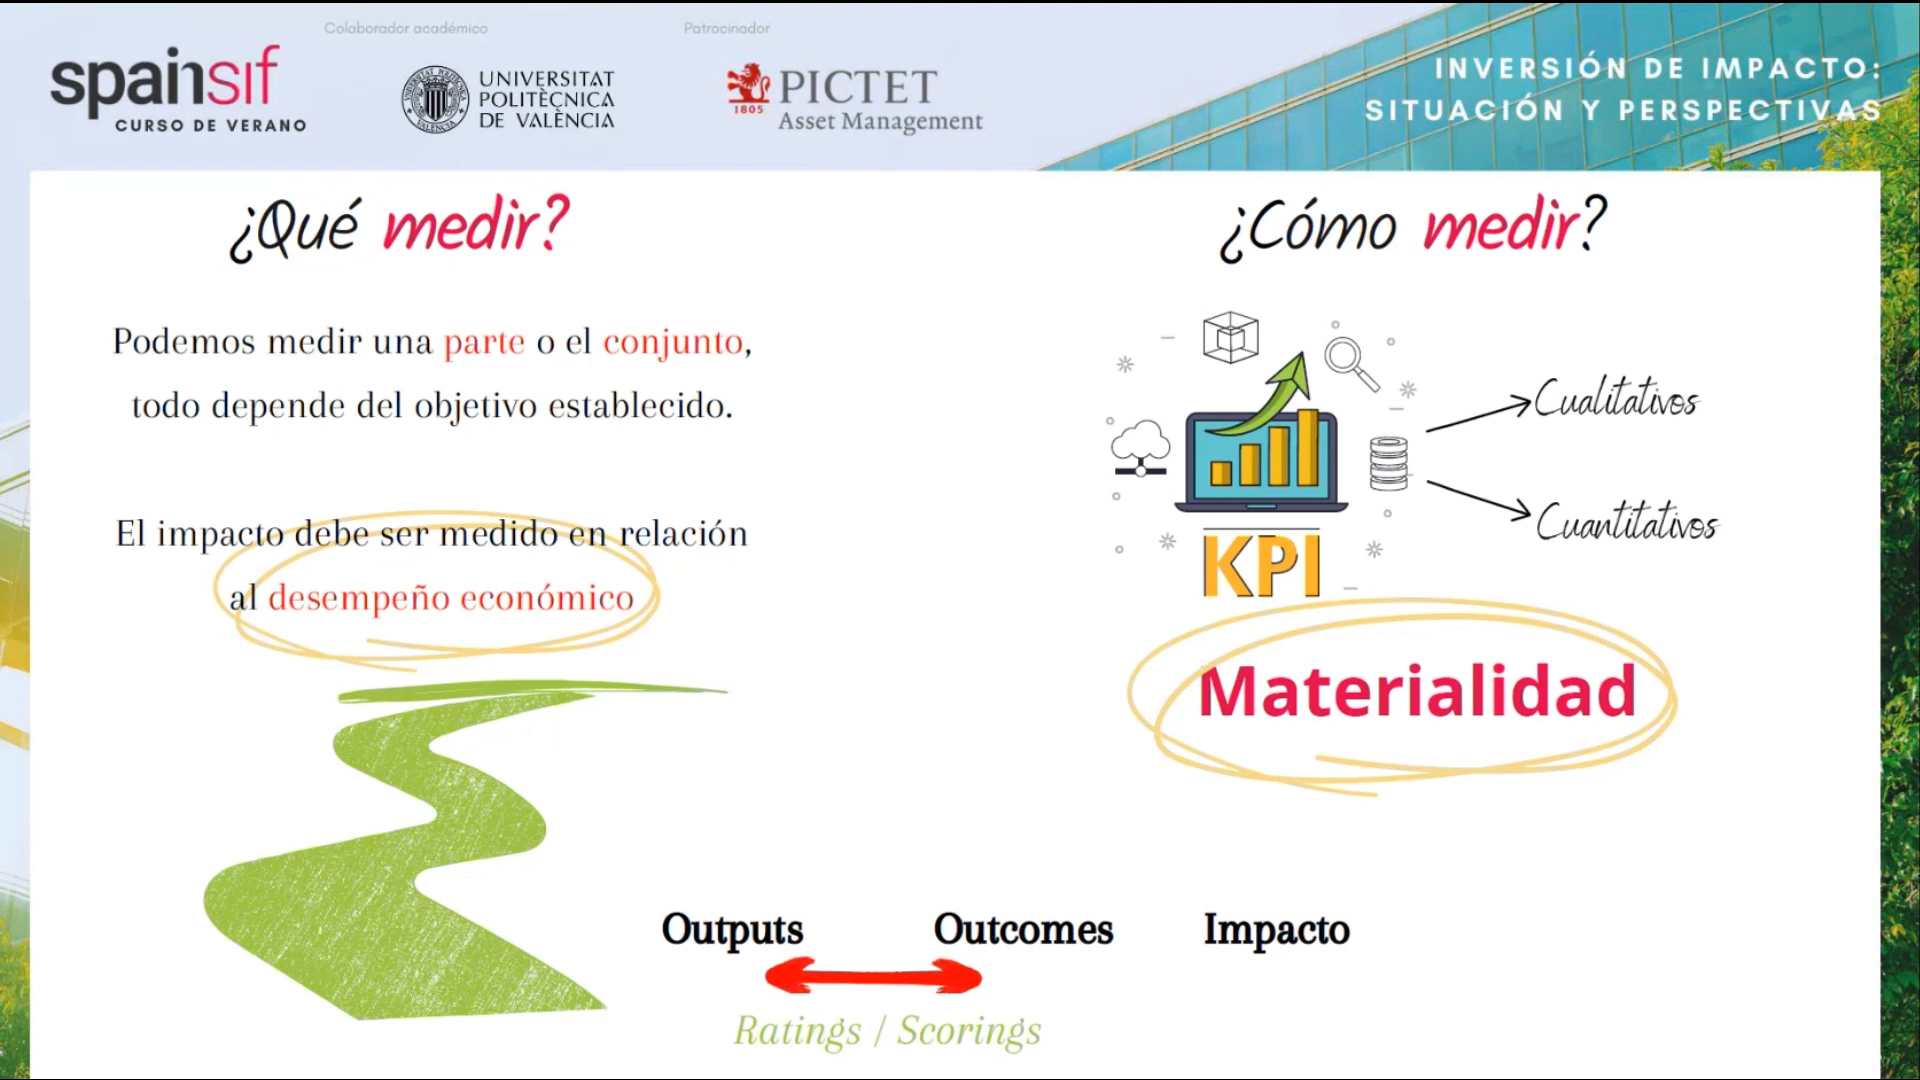 Colaborador académico
Patrocinador
spainsif
CURSO DE VERANO
UNIVERSITAT
POLITÈCNICA
DE VALÈNCIA
PICTET
1805
Asset Management
INVERSIÓN DE IMPACTO:
SITUACIÓN Y PERSPECTIVAS
¿Qué medir?
Podemos medir una parte o el conjunto,
todo depende del objetivo establecido.
El impacto debe ser medido en relación
al desempeño económico
¿Cómo medir?
Cualitativos
Cuantitativos
KPI
Materialidad
Outputs
Outcomes
Impacto
Ratings / Scorings